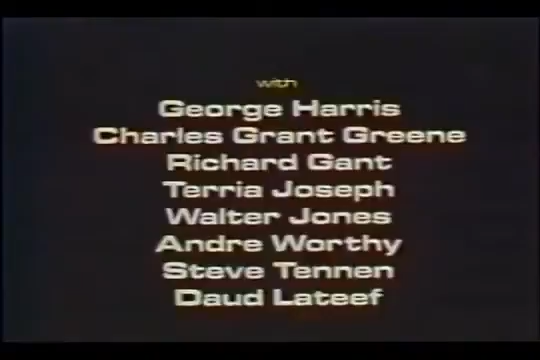 with
George Harris
Charles Grant Greene
Richard Gant
Terria Joseph
Walter Jones
Andre Worthy
Steve Tennen
Daud Lateef